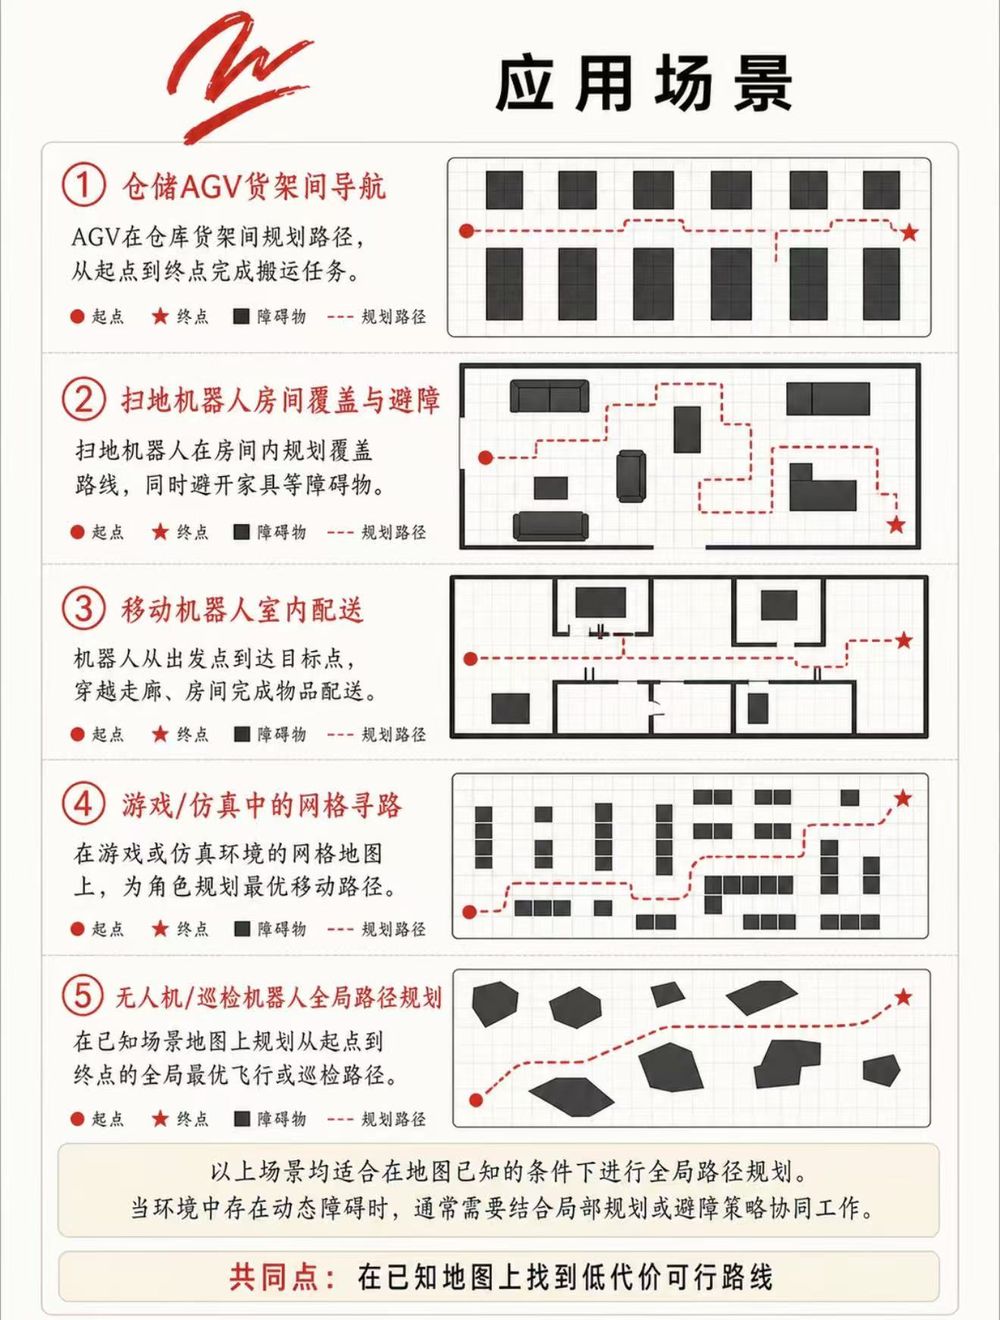 应用场景
① 仓储AGV货架间导航
AGV在仓库货架间规划路径，
从起点到终点完成搬运任务。
起点 终点 障碍物 规划路径
② 扫地机器人房间覆盖与避障
扫地机器人在房间内规划覆盖
路线，同时避开家具等障碍物。
起点 终点 障碍物 规划路径
③ 移动机器人室内配送
机器人从出发点到达目标点，
穿越走廊、房间完成物品配送。
起点 终点 障碍物 规划路径
④ 游戏/仿真中的网格寻路
在游戏或仿真环境的网格地图
上，为角色规划最优移动路径。
起点 终点 障碍物 规划路径
⑤ 无人机/巡检机器人全局路径规划
在已知场景地图上规划从起点到
终点的全局最优飞行或巡检路径。
起点 终点 障碍物 规划路径
以上场景均适合在地图已知的条件下进行全局路径规划。
当环境中存在动态障碍时，通常需要结合局部规划或避障策略协同工作。
共同点：在已知地图上找到低代价可行路线